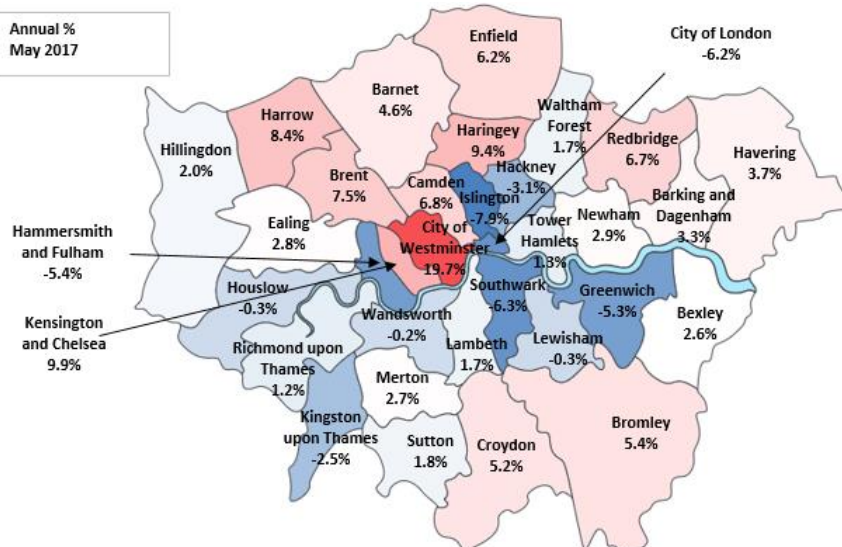 Annual %
May 2017
Enfield
6.2%
City of London
-6.2%
Barnet
4.6%
Waltham
Forest
1.7%
Harrow
8.4%
Haringey
9.4%
Redbridge
6.7%
Hillingdon
2.0%
Havering
3.7%
Brent
7.5%
Camden
6.8%
Hackney
-3.1%
Islington
-7.9%
Barking and
Dagenham
3.3%
Ealing
2.8%
City of
Westminster
19.7%
Tower
Hamlets
1.3%
Newham
2.9%
Hammersmith
and Fulham
-5.4%
Houslow
-0.3%
Southwark
-6.3%
Greenwich
-5.3%
Kensington
and Chelsea
9.9%
Wandsworth
-0.2%
Bexley
2.6%
Richmond upon
Thames
1.2%
Lambeth
1.7%
Lewisham
-0.3%
Merton
2.7%
Kingston
upon Thames
-2.5%
Sutton
1.8%
Croydon
5.2%
Bromley
5.4%